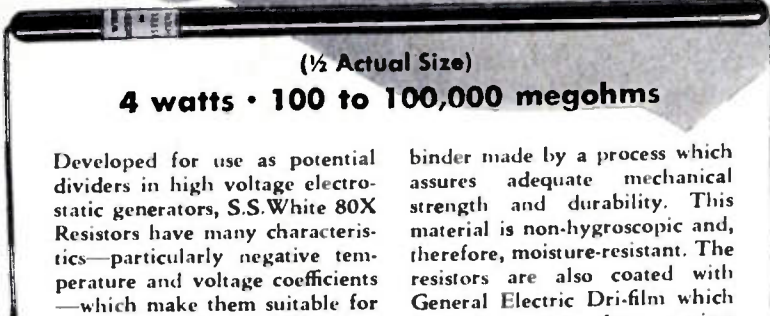 (½ Actual Size)
4 watts • 100 to 100,000 megohms
Developed for use as potential
dividers in high voltage electro-
static generators, S.S.White 80X
Resistors have many characteris-
tics—particularly negative tem-
perature and voltage coefficients
—which make them suitable for
binder made by a process which
assures adequate mechanical
strength and durability. This
material is non-hygroscopic and,
therefore, moisture-resistant. The
resistors are also coated with
General Electric Dri-film which